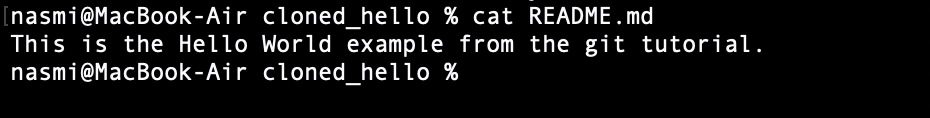 [nasmi@MacBook-Air cloned_hello % cat README.md
This is the Hello World example from the git tutorial.
nasmi@MacBook-Air cloned_hello %